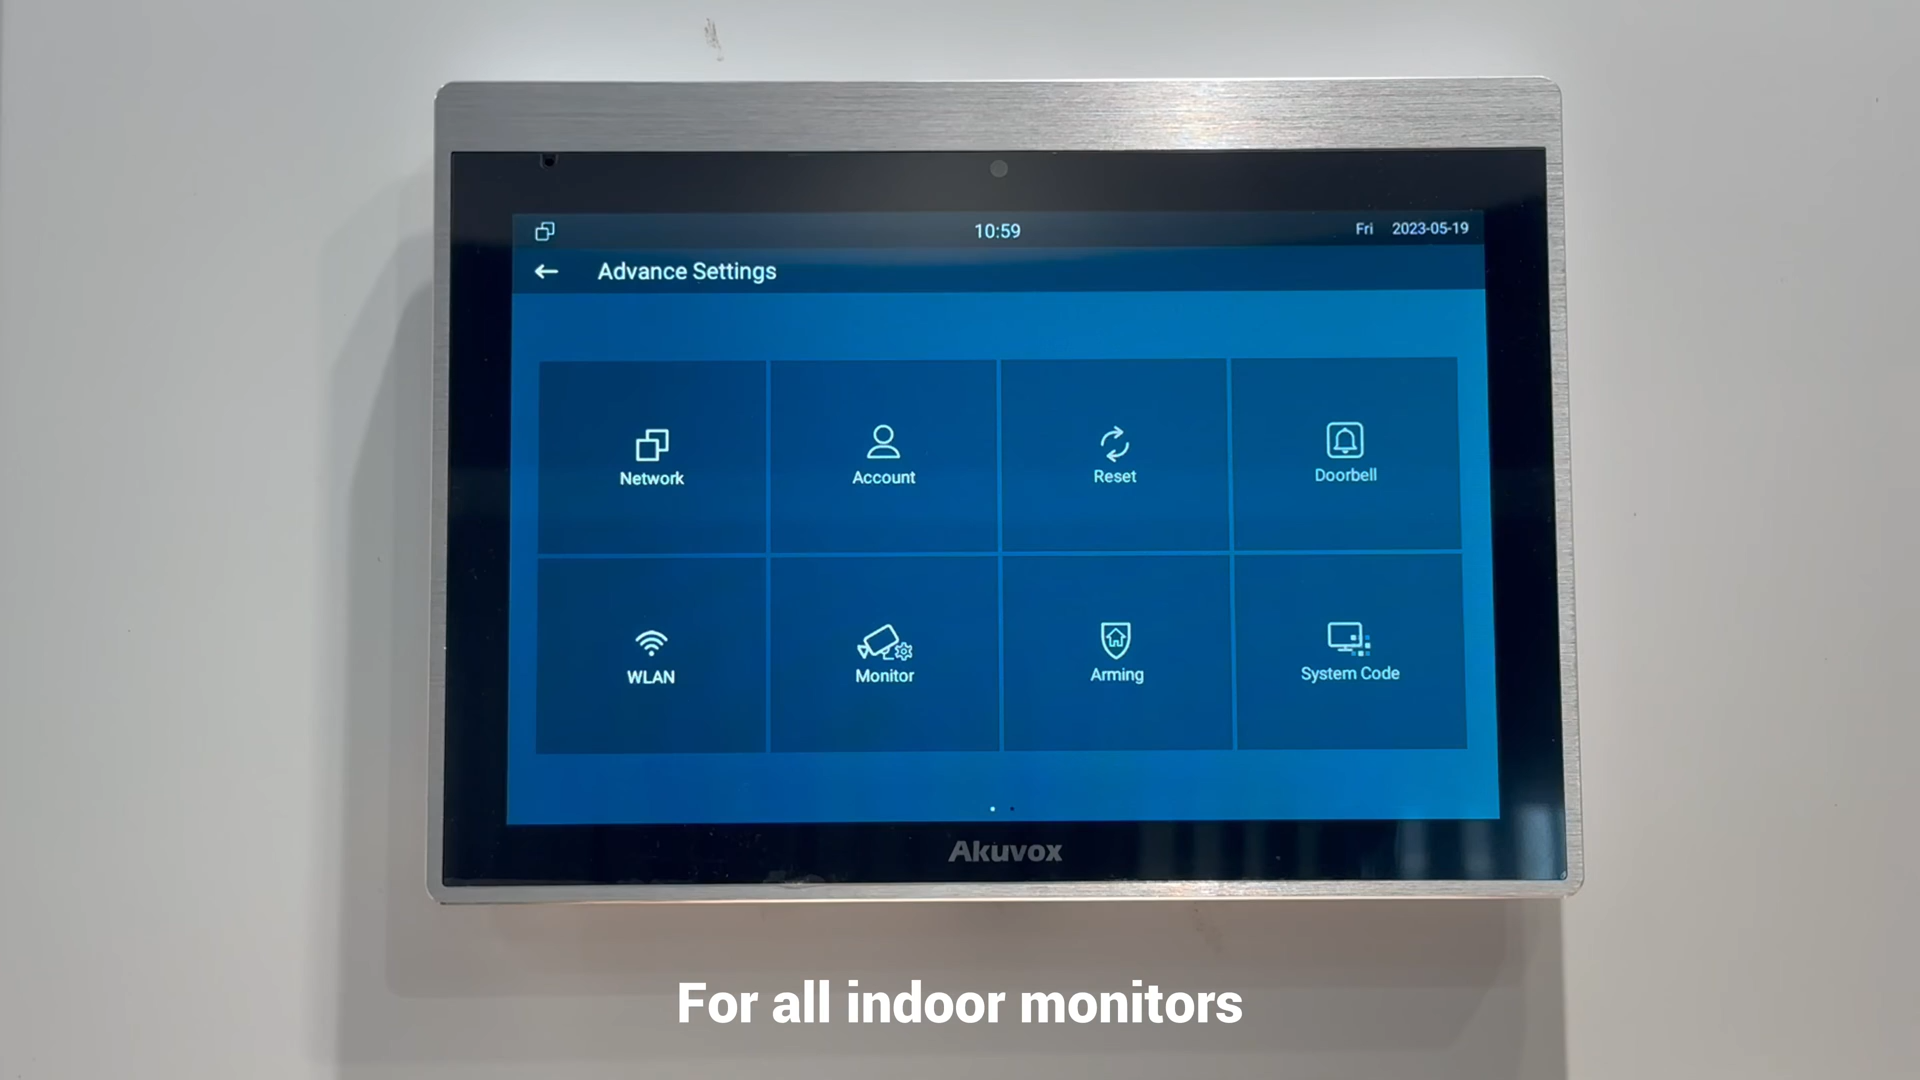 10:59
Fri 2023-05-19
Advance Settings
Network
Account
Reset
Doorbell
WLAN
Monitor
Arming
System Code
Akuvox
For all indoor monitors